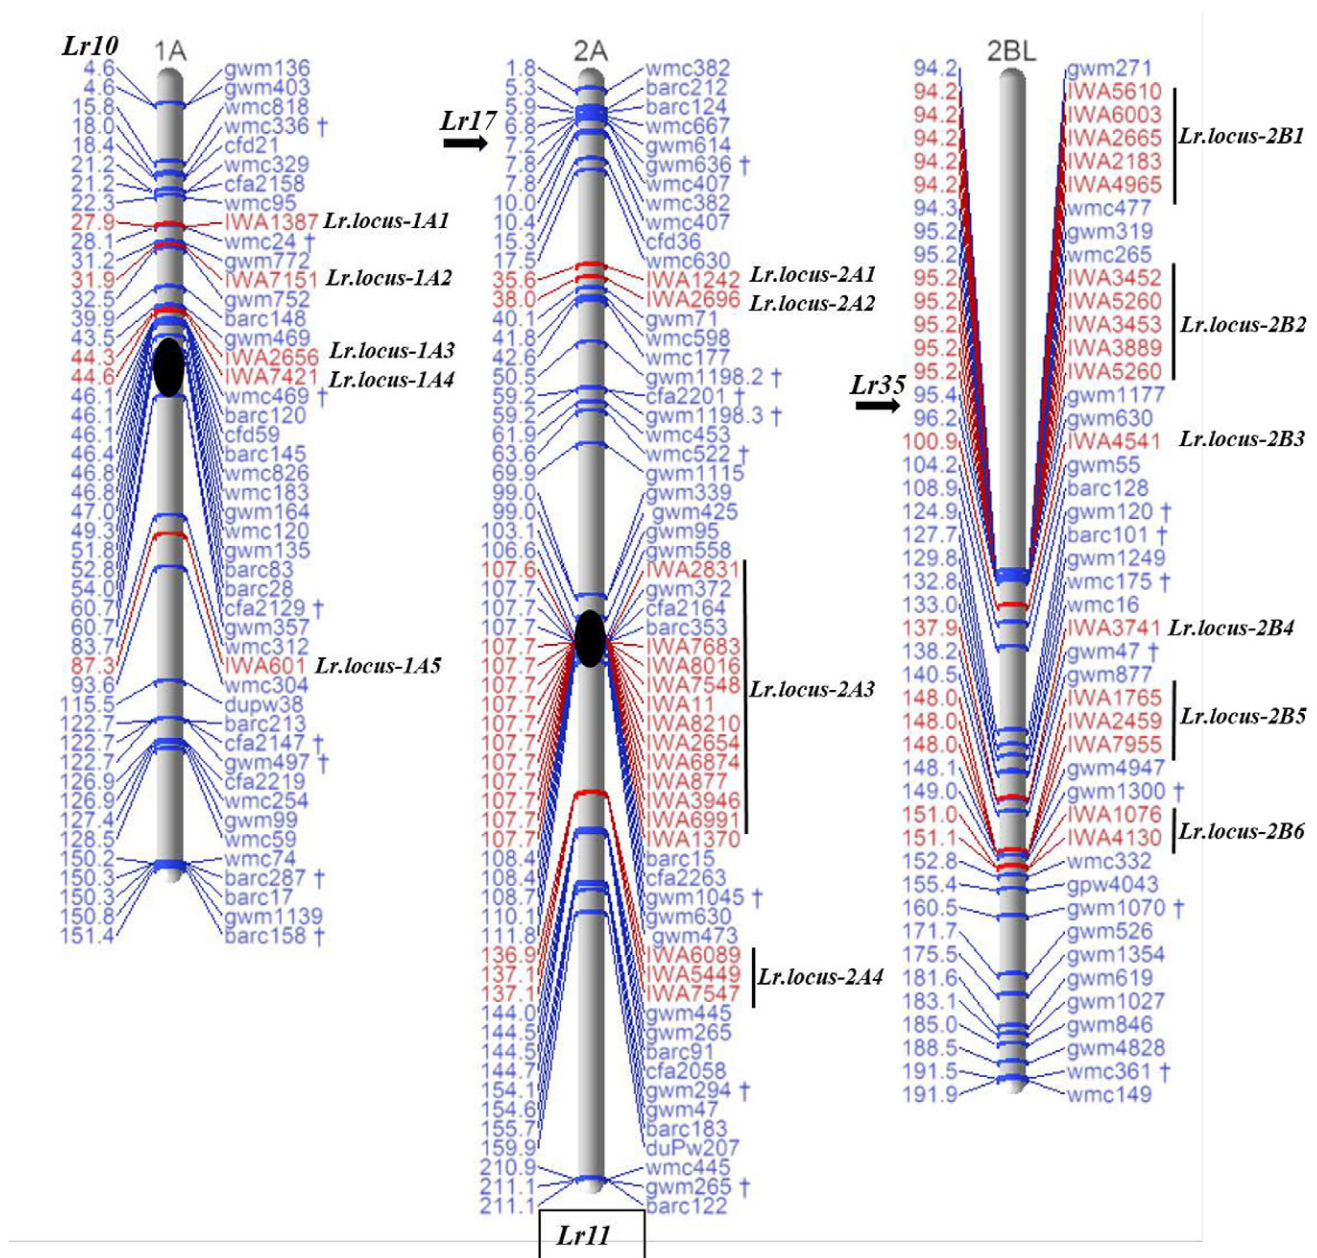 Lr10
1A
4.6 gwm136
4.6 gwm403
15.8 wmc818
18.0 wmc336 †
18.4 cfd21
21.2 wmc329
21.2 cfa2158
22.3 wmc95
27.9 IWA1387 Lr.locus-1A1
28.1 wmc24 †
31.2 gwm772
31.9 IWA7151 Lr.locus-1A2
32.5 gwm752
39.9 barc148
43.5 gwm469
44.3 IWA2656 Lr.locus-1A3
44.6 IWA7421 Lr.locus-1A4
46.1 wmc469 †
46.1 barc120
46.1 cfd59
46.4 barc145
46.8 wmc826
46.8 wmc183
47.0 gwm164
49.3 wmc120
51.8 gwm135
52.8 barc83
54.0 barc28
60.7 cfa2129 †
60.7 gwm357
83.7 wmc312
87.3 IWA601 Lr.locus-1A5
93.6 wmc304
115.5 dupw38
122.7 barc213
122.7 cfa2147 †
122.7 gwm497 †
126.9 cfa2219
126.9 wmc254
127.4 gwm99
128.5 wmc59
150.2 wmc74
150.3 barc287 †
150.3 barc17
150.8 gwm1139
151.4 barc158 †
2A
Lr17
1.8 wmc382
5.3 barc212
5.9 barc124
6.8 wmc667
7.2 gwm614
7.8 gwm636 †
7.8 wmc407
10.0 wmc382
10.4 wmc407
15.3 cfd36
17.5 wmc630
35.6 IWA1242 Lr.locus-2A1
38.0 IWA2696 Lr.locus-2A2
40.1 gwm71
41.8 wmc598
42.6 wmc177
50.5 gwm1198.2 †
59.2 cfa2201 †
59.2 gwm1198.3 †
61.9 wmc453
63.6 wmc522 †
69.9 gwm1115
99.0 gwm339
99.0 gwm425
103.1 gwm95
106.6 gwm558
107.6 IWA2831
107.7 gwm372
107.7 cfa2164
107.7 barc353
107.7 IWA7683
107.7 IWA8016
107.7 IWA7548 Lr.locus-2A3
107.7 IWA11
107.7 IWA8210
107.7 IWA2654
107.7 IWA6874
107.7 IWA877
107.7 IWA3946
107.7 IWA6991
107.7 IWA1370
108.4 barc15
108.4 cfa2263
108.7 gwm1045 †
110.1 gwm630
111.8 gwm473
136.9 IWA6089
137.1 IWA5449 Lr.locus-2A4
137.1 IWA7547
144.0 gwm445
144.5 gwm265
144.5 barc91
144.7 cfa2058
154.1 gwm294 †
154.6 gwm47
155.7 barc183
159.9 duPw207
210.9 wmc445
211.1 gwm265 †
211.1 barc122
Lr11
2BL
94.2 gwm271
94.2 IWA5610
94.2 IWA6003
94.2 IWA2665 Lr.locus-2B1
94.2 IWA2183
94.2 IWA4965
94.3 wmc477
95.2 gwm319
95.2 wmc265
95.2 IWA3452
95.2 IWA5260
95.2 IWA3453 Lr.locus-2B2
95.2 IWA3889
95.2 IWA5260
Lr35
95.4 gwm1177
96.2 gwm630
100.9 IWA4541 Lr.locus-2B3
104.2 gwm55
108.9 barc128
124.9 gwm120 †
127.7 barc101 †
129.8 gwm1249
132.8 wmc175 †
133.0 wmc16
137.9 IWA3741 Lr.locus-2B4
138.2 gwm47 †
140.5 gwm877
148.0 IWA1765
148.0 IWA2459 Lr.locus-2B5
148.0 IWA7955
148.1 gwm4947
149.0 gwm1300 †
151.0 IWA1076
151.1 IWA4130 Lr.locus-2B6
152.8 wmc332
155.4 gpw4043
160.5 gwm1070 †
171.7 gwm526
175.5 gwm1354
181.6 gwm619
183.1 gwm1027
185.0 gwm846
188.5 gwm4828
191.5 wmc361 †
191.9 wmc149